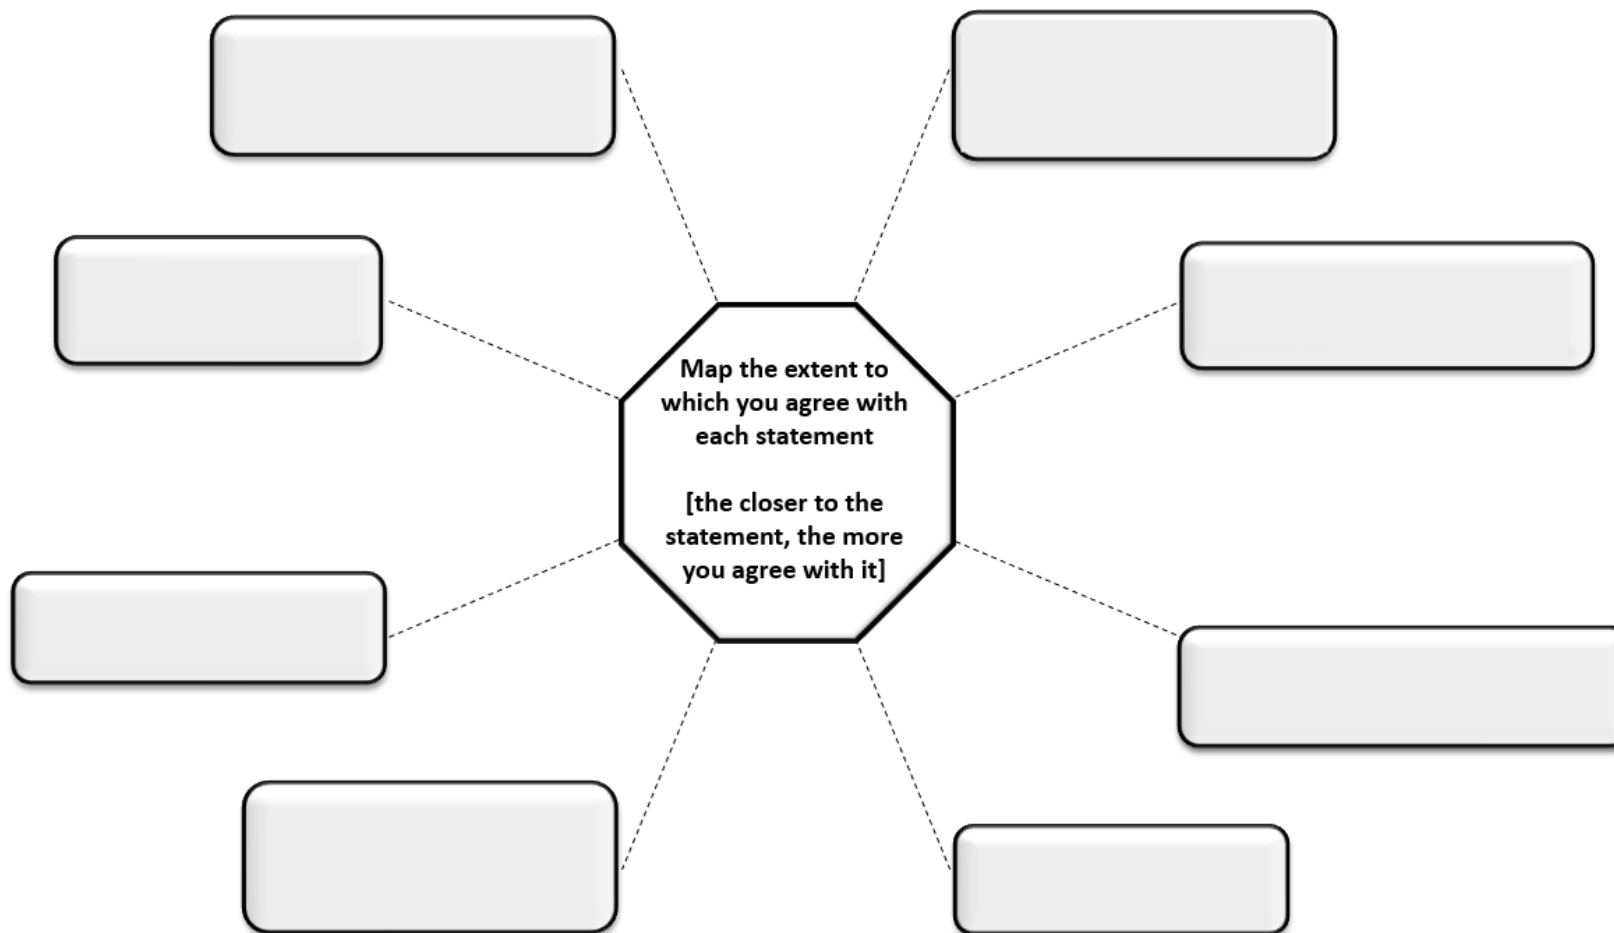 Map the extent to
which you agree with
each statement
[the closer to the
statement, the more
you agree with it]